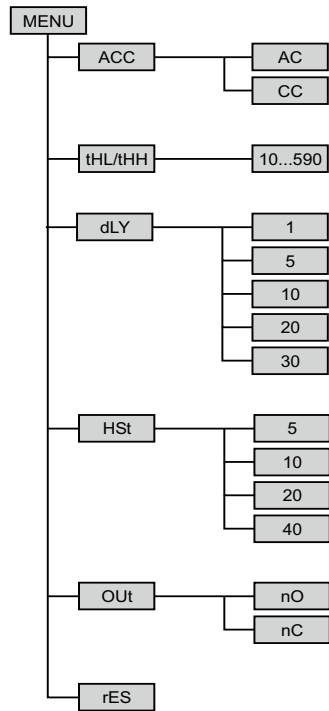 MENU
ACC
AC
CC
tHL/tHH
10...590
dLY
1
5
10
20
30
HSt
5
10
20
40
OUt
nO
nC
rES